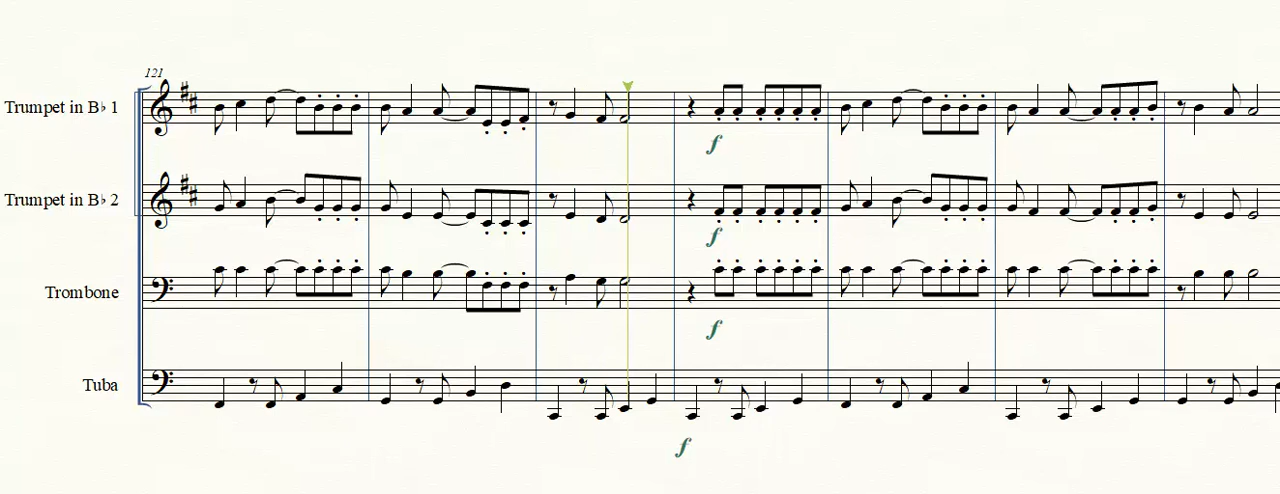 121
Trumpet in B♭ 1
f
Trumpet in B♭ 2
f
Trombone
f
Tuba
f